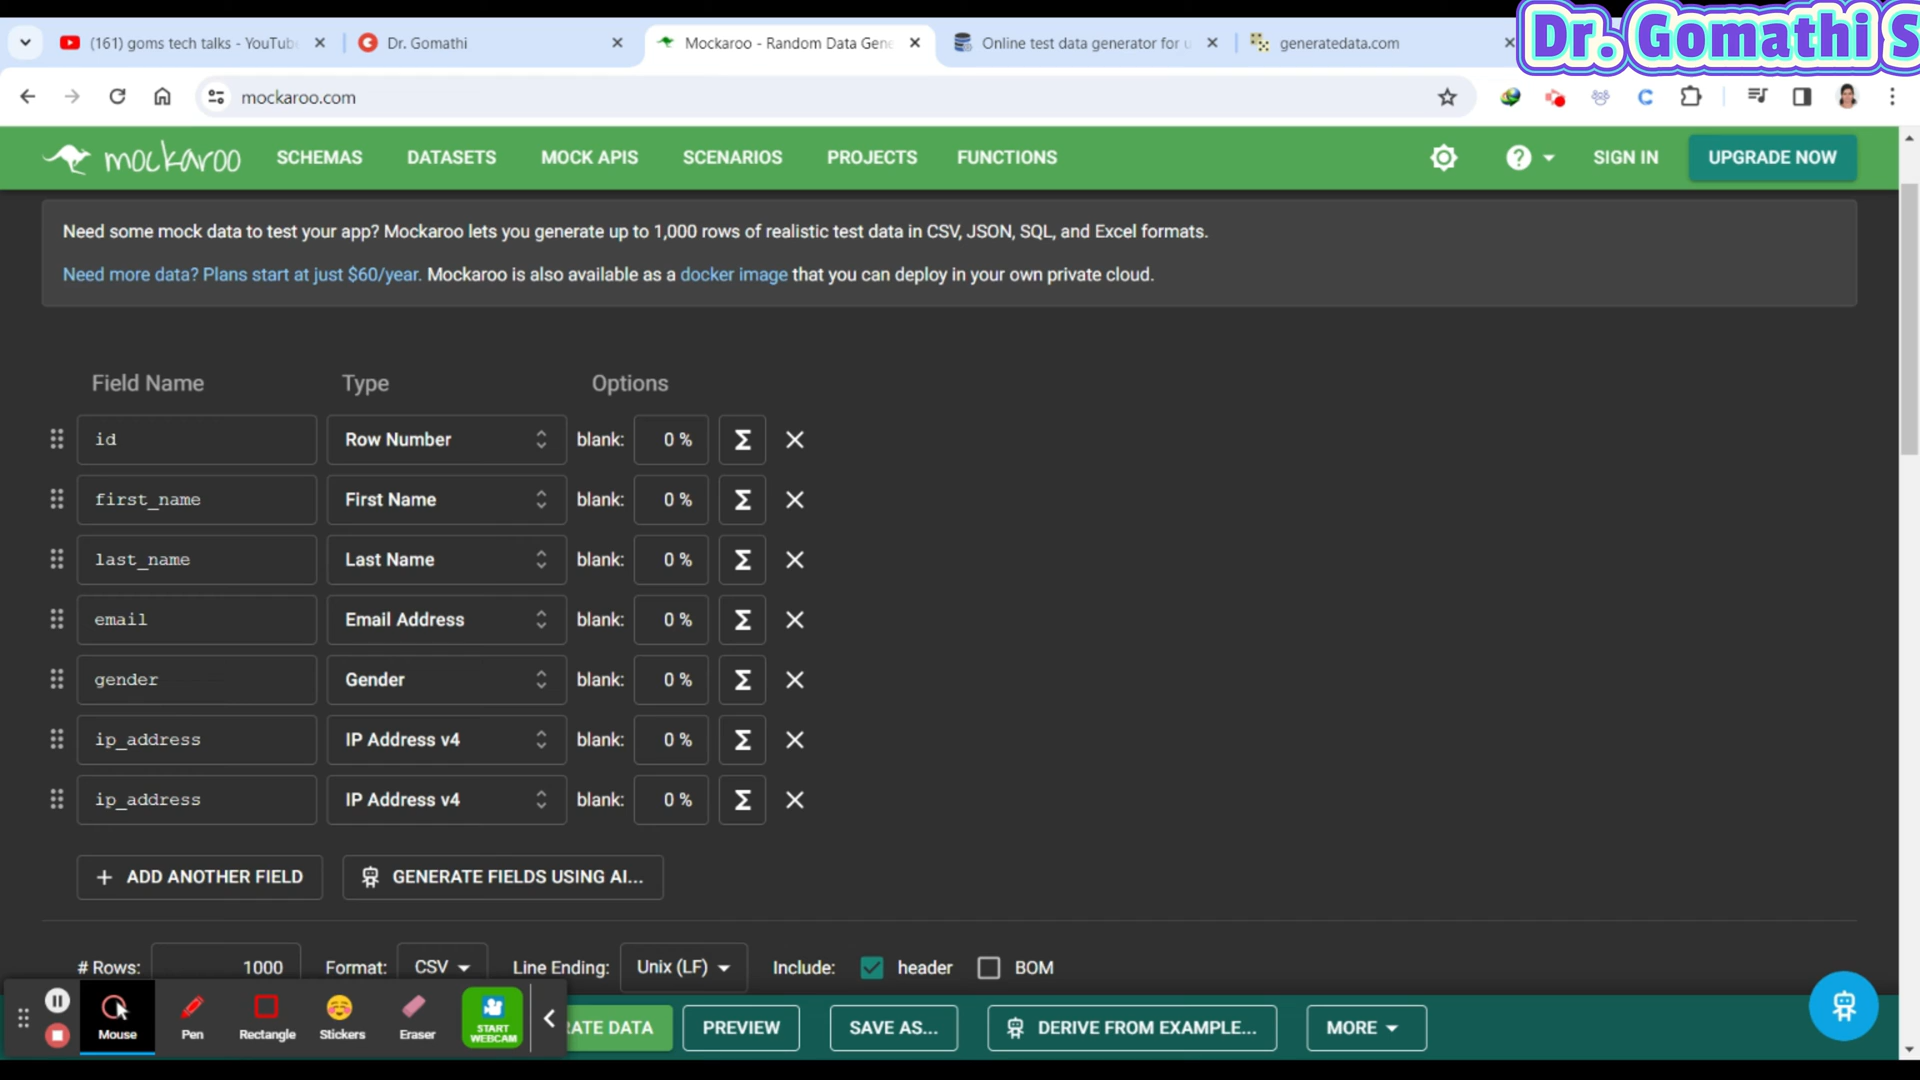 (161) goms tech talks - YouTub
Dr. Gomathi
Mockaroo - Random Data Gene
Online test data generator for u
generatedata.com
Dr. Gomathi S
mockaroo.com
mockaroo
SCHEMAS
DATASETS
MOCK APIS
SCENARIOS
PROJECTS
FUNCTIONS
SIGN IN
UPGRADE NOW
Need some mock data to test your app? Mockaroo lets you generate up to 1,000 rows of realistic test data in CSV, JSON, SQL, and Excel formats.
Need more data? Plans start at just $60/year. Mockaroo is also available as a docker image that you can deploy in your own private cloud.
Field Name Type Options
id Row Number blank: 0 % Σ
first_name First Name blank: 0 % Σ
last_name Last Name blank: 0 % Σ
email Email Address blank: 0 % Σ
gender Gender blank: 0 % Σ
ip_address IP Address v4 blank: 0 % Σ
ip_address IP Address v4 blank: 0 % Σ
+ ADD ANOTHER FIELD
GENERATE FIELDS USING AI...
# Rows: 1000 Format: CSV Line Ending: Unix (LF) Include: header BOM
Mouse
Pen
Rectangle
Stickers
Eraser
START
WEBCAM
RATE DATA
PREVIEW
SAVE AS...
DERIVE FROM EXAMPLE...
MORE